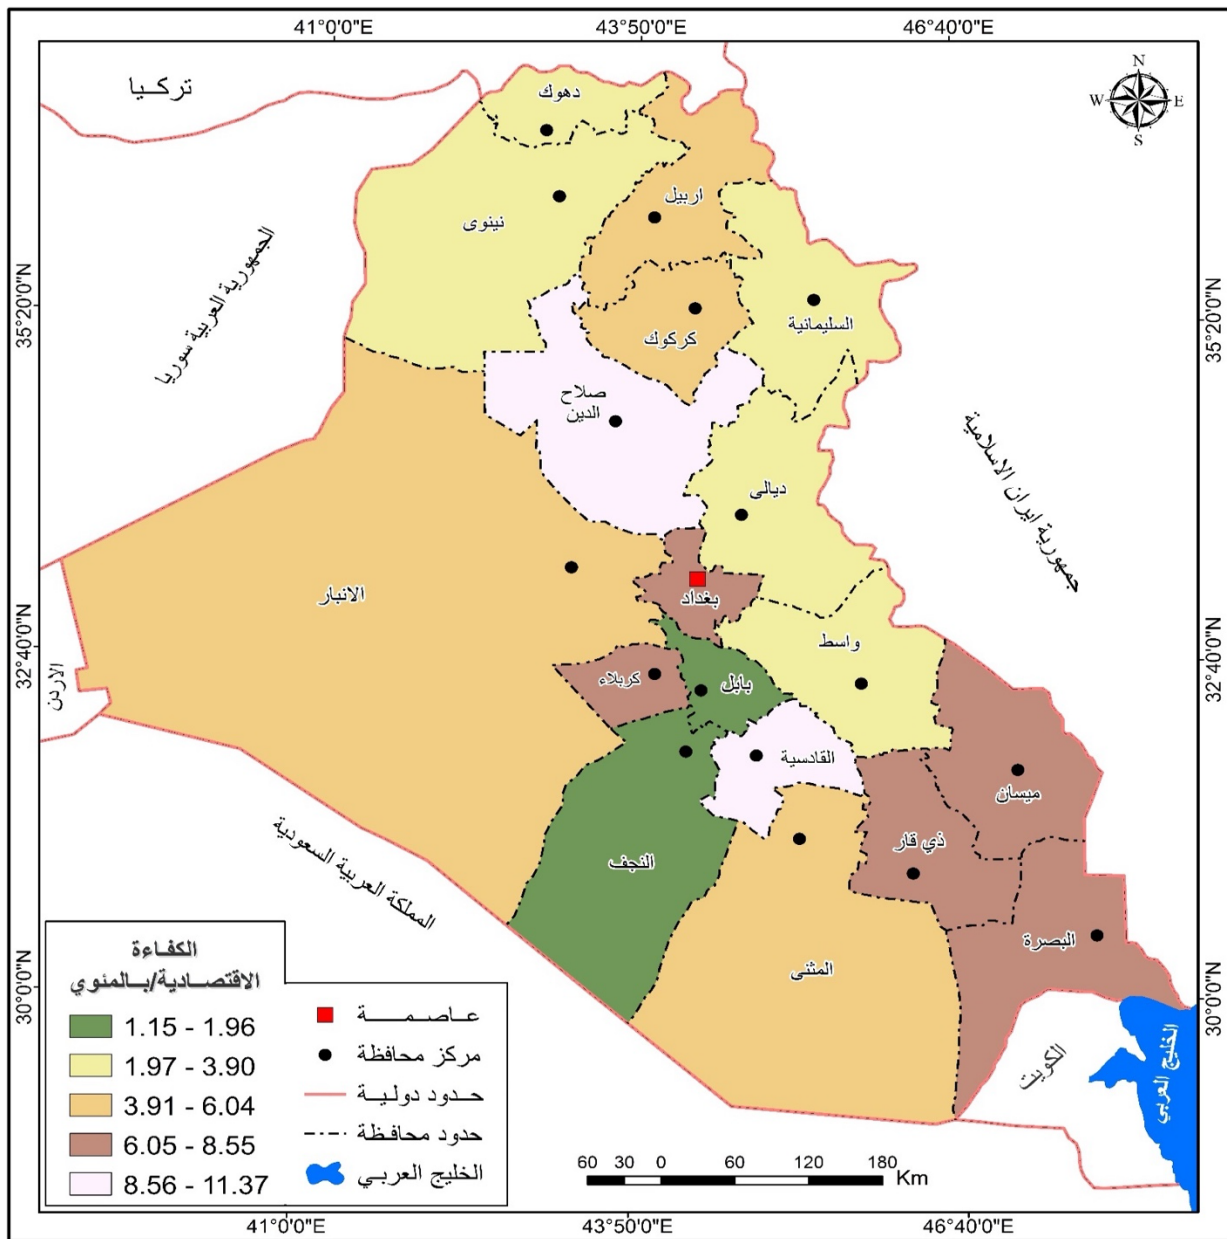 41°0'0"E
43°50'0"E
46°40'0"E
N
W
E
S
تركيا
دهوك
اربيل
نينوى
الجمهورية العربية سوريا
35°20'0"N
35°20'0"N
السليمانية
كركوك
صلاح
الدين
جمهورية ايران الاسلامية
ديالى
الانبار
بغداد
واسط
32°40'0"N
32°40'0"N
الاردن
كربلاء
بابل
القادسية
ميسان
ذي قار
النجف
المملكة العربية السعودية
البصرة
المثنى
30°0'0"N
30°0'0"N
الكويت
الخليج العربي
الكفاءة
الاقتصادية/بالمئوي
1.15 - 1.96
1.97 - 3.90
3.91 - 6.04
6.05 - 8.55
8.56 - 11.37
عاصمة
مركز محافظة
حدود دولية
حدود محافظة
الخليج العربي
60 30 0 60 120 180
Km
41°0'0"E
43°50'0"E
46°40'0"E